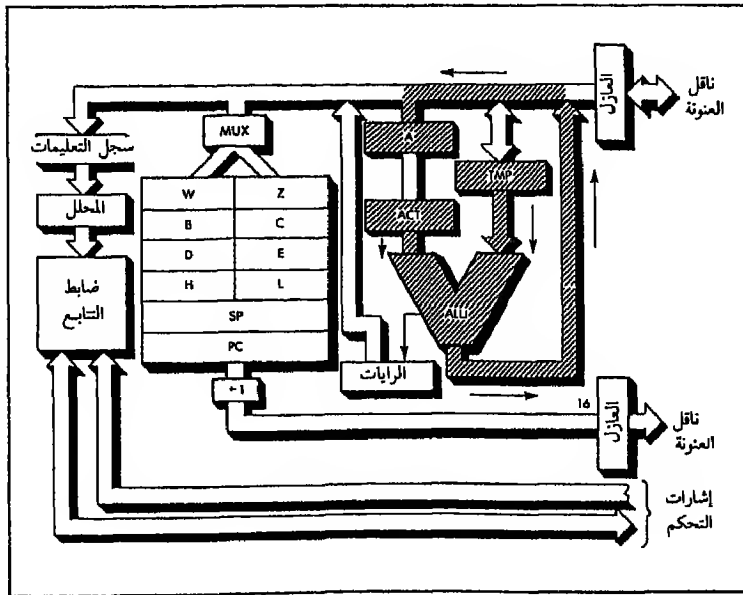 ناقل
العنونة
العازل
MUX
A
سجل التعليمات
TMP
المحلل
W
Z
ACT
B
C
D
E
ضابط
التتابع
H
L
ALU
SP
PC
الرايات
+1
16
العازل
ناقل
العنونة
إشارات
التحكم